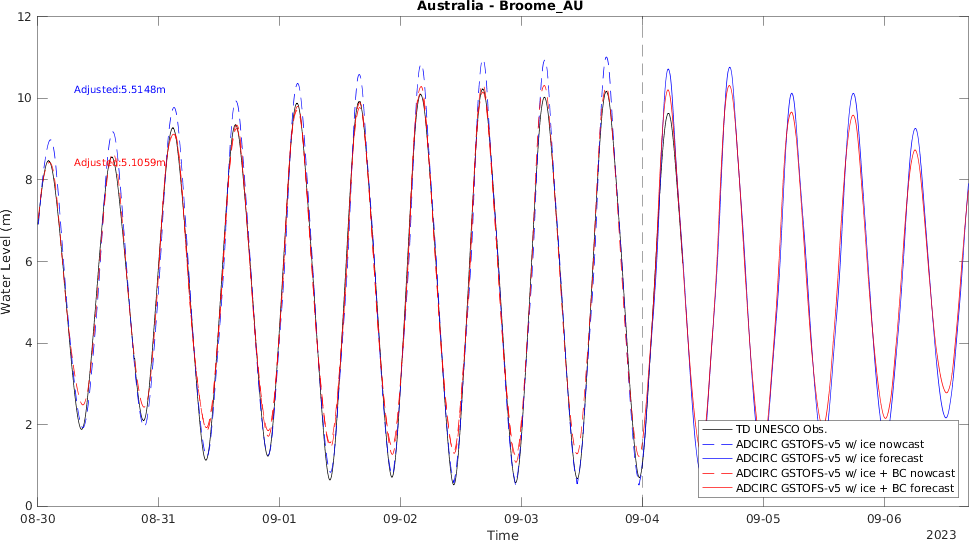 Australia - Broome_AU
12
10
8
6
4
2
0
Water Level (m)
Adjusted:5.5148m
Adjusted:5.1059m
TD UNESCO Obs.
ADCIRC GSTOFS-v5 w/ ice nowcast
ADCIRC GSTOFS-v5 w/ ice forecast
ADCIRC GSTOFS-v5 w/ ice + BC nowcast
ADCIRC GSTOFS-v5 w/ ice + BC forecast
08-30 08-31 09-01 09-02 09-03 09-04 09-05 09-06
Time
2023